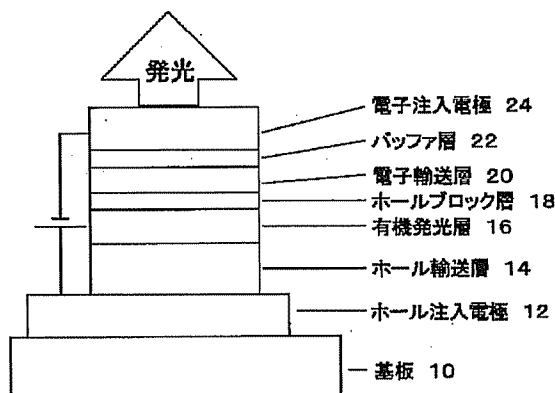 発光
電子注入電極 24
バッファ層 22
電子輸送層 20
ホールブロック層 18
有機発光層 16
ホール輸送層 14
ホール注入電極 12
基板 10